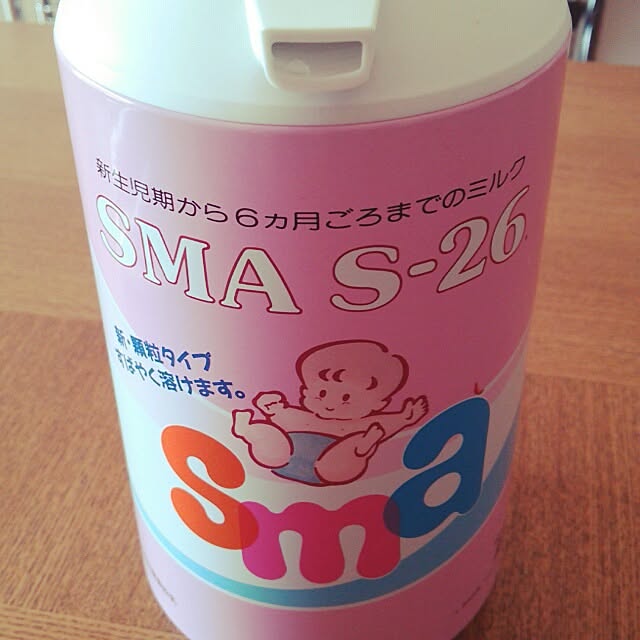 新生児期から6カ月ごろまでのミルク
SMA S-26
新・顆粒タイプ
すばやく溶けます。
sma